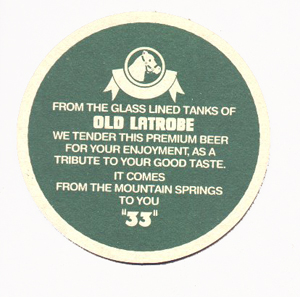 FROM THE GLASS LINED TANKS OF
OLD LATROBE
WE TENDER THIS PREMIUM BEER
FOR YOUR ENJOYMENT, AS A
TRIBUTE TO YOUR GOOD TASTE.
IT COMES
FROM THE MOUNTAIN SPRINGS
TO YOU
"33"